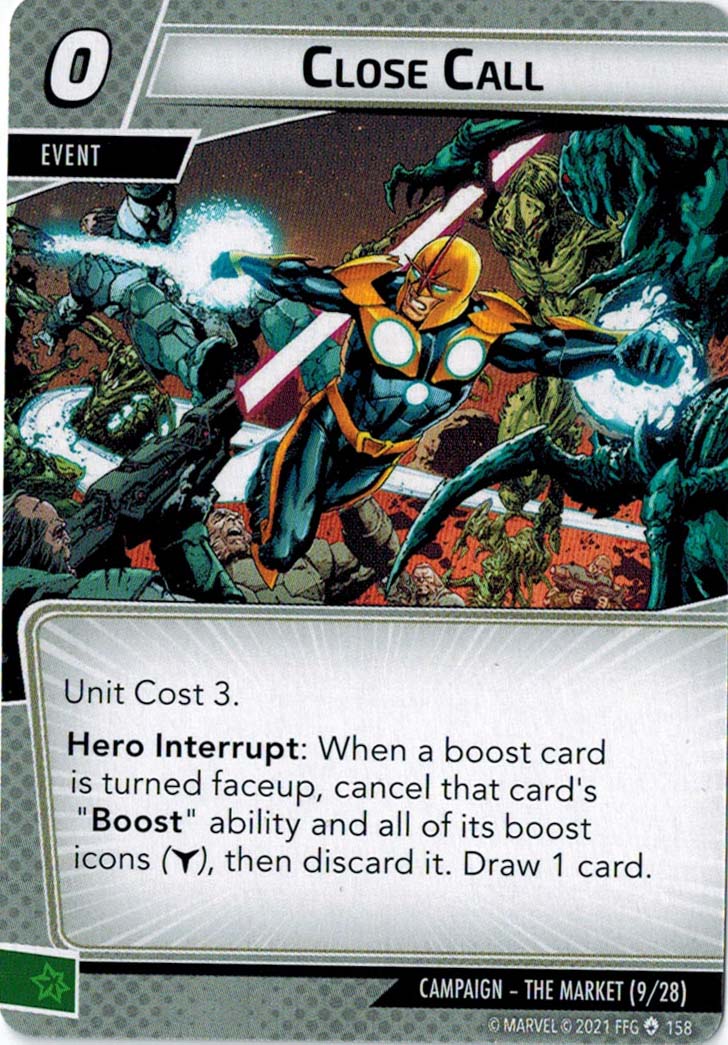 0
CLOSE CALL
EVENT
Unit Cost 3.
Hero Interrupt: When a boost card
is turned faceup, cancel that card's
"Boost" ability and all of its boost
icons (), then discard it. Draw 1 card.
CAMPAIGN – THE MARKET (9/28)
© MARVEL © 2021 FFG 158